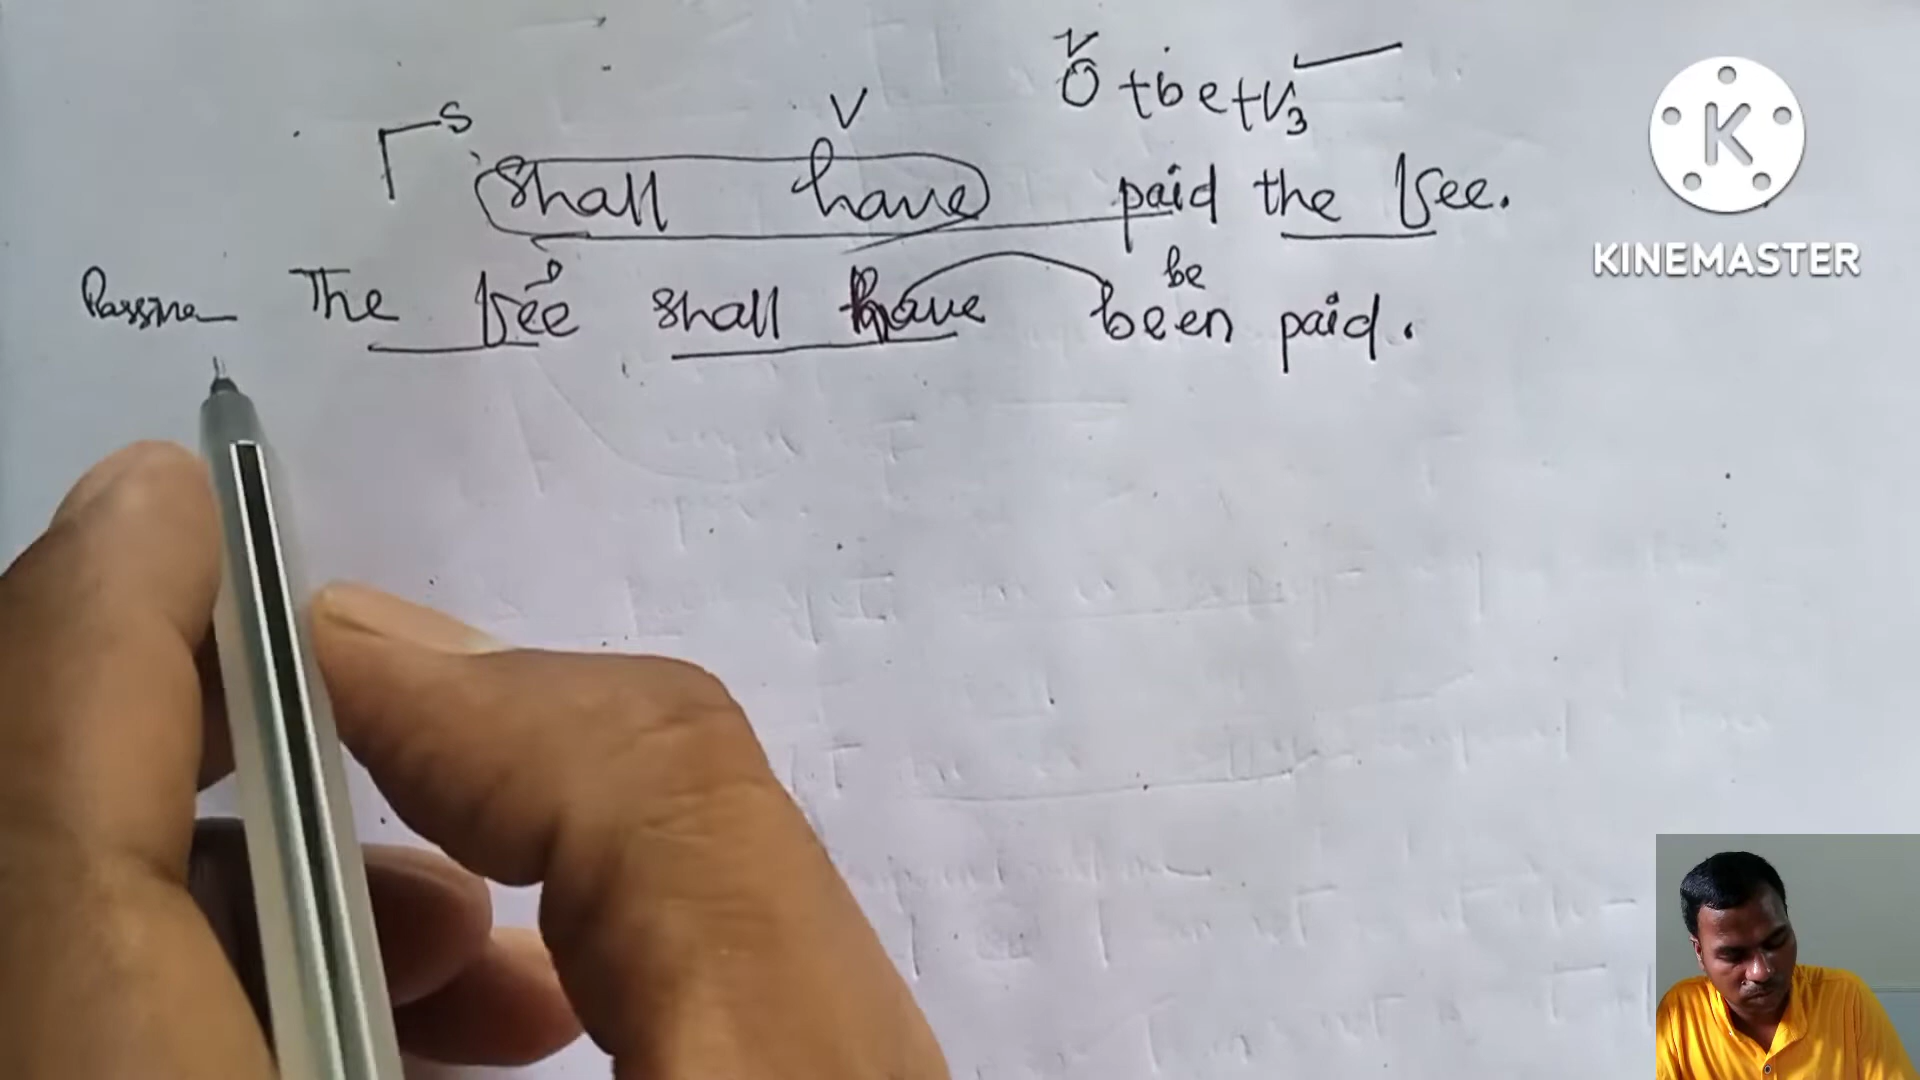 O + be + V3
S V
I shall have paid the fee.
be
Passive The fee shall have been paid.
KINEMASTER